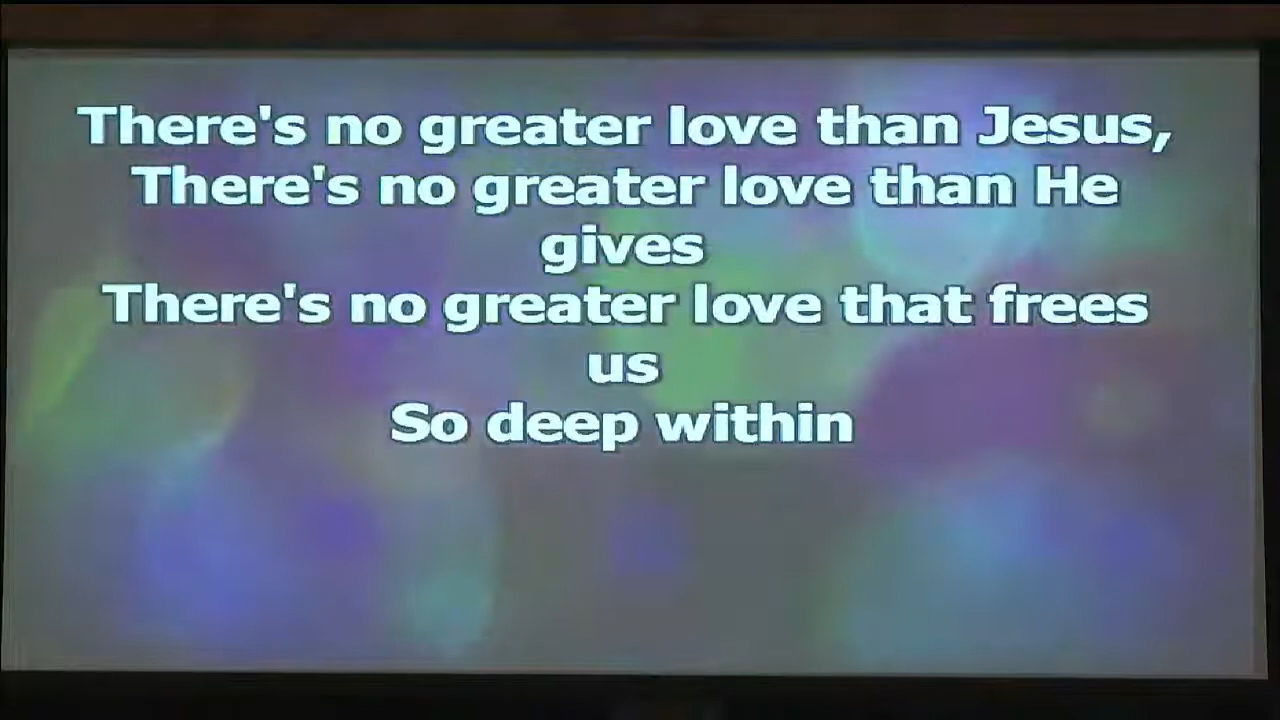 There's no greater love than Jesus,
There's no greater love than He
gives
There's no greater love that frees
us
So deep within